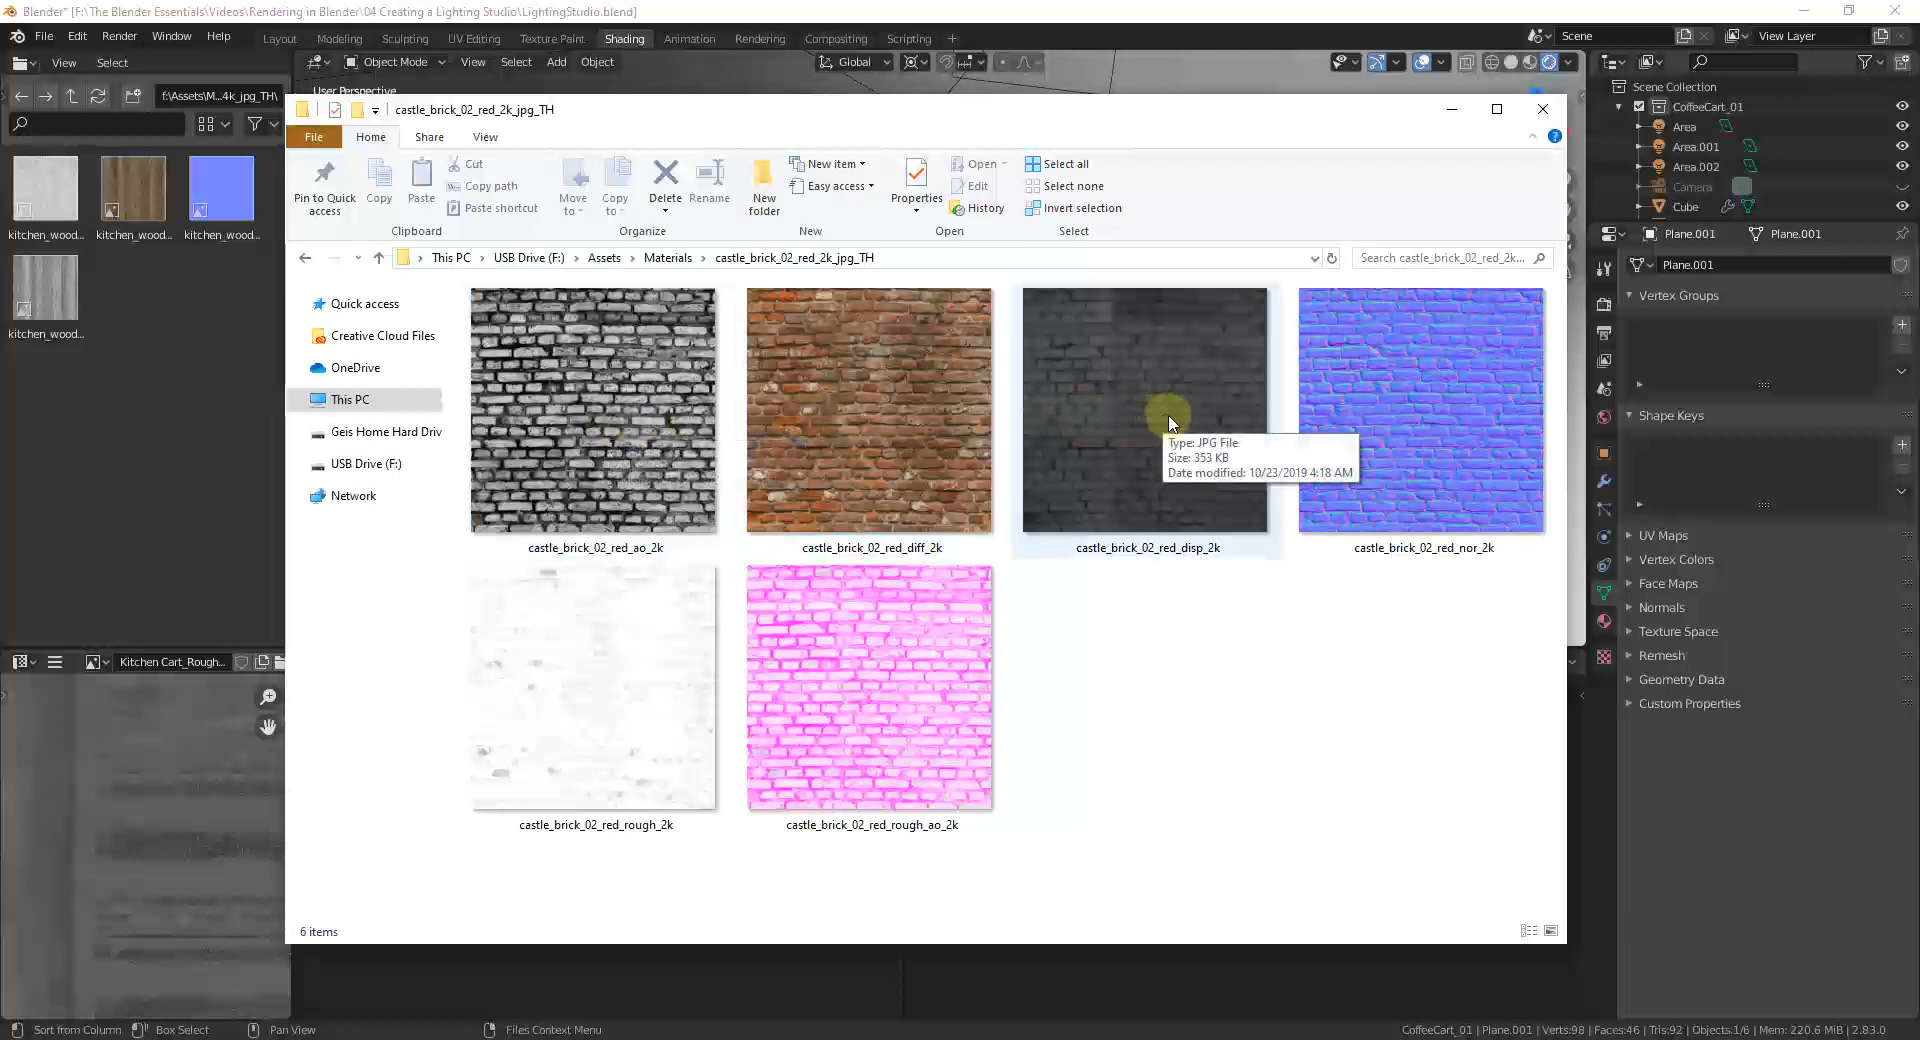 Blender* [F:\The Blender Essentials\Videos\Rendering in Blender\04 Creating a Lighting Studio\LightingStudio.blend]
File Edit Render Window Help Layout Modeling Sculpting UV Editing Texture Paint Shading Animation Rendering Compositing Scripting + Scene View Layer
View Select Object Mode View Select Add Object Global
f:\Assets\M...4k_jpg_TH\
User Perspective
Scene Collection
CoffeeCart_01
Area
Area.001
Area.002
Camera
Cube
castle_brick_02_red_2k_jpg_TH
File Home Share View
Pin to Quick access
Copy
Paste
Cut
Copy path
Paste shortcut
Clipboard
Move to
Copy to
Delete
Rename
Organize
New folder
New item
Easy access
New
Properties
Open
Edit
History
Open
Select all
Select none
Invert selection
Select
This PC > USB Drive (F:) > Assets > Materials > castle_brick_02_red_2k_jpg_TH
Search castle_brick_02_red_2k...
Quick access
Creative Cloud Files
OneDrive
This PC
Geis Home Hard Driv
USB Drive (F:)
Network
kitchen_wood... kitchen_wood... kitchen_wood...
kitchen_wood...
Type: JPG File
Size: 353 KB
Date modified: 10/23/2019 4:18 AM
castle_brick_02_red_ao_2k
castle_brick_02_red_diff_2k
castle_brick_02_red_disp_2k
castle_brick_02_red_nor_2k
castle_brick_02_red_rough_2k
castle_brick_02_red_rough_ao_2k
6 items
Plane.001 Plane.001
Plane.001
Vertex Groups
Shape Keys
UV Maps
Vertex Colors
Face Maps
Normals
Texture Space
Remesh
Geometry Data
Custom Properties
Kitchen Cart_Rough...
Sort from Column Box Select Pan View Files Context Menu
CoffeeCart_01 | Plane.001 | Verts:98 | Faces:46 | Tris:92 | Objects:1/6 | Mem: 220.6 MiB | 2.83.0